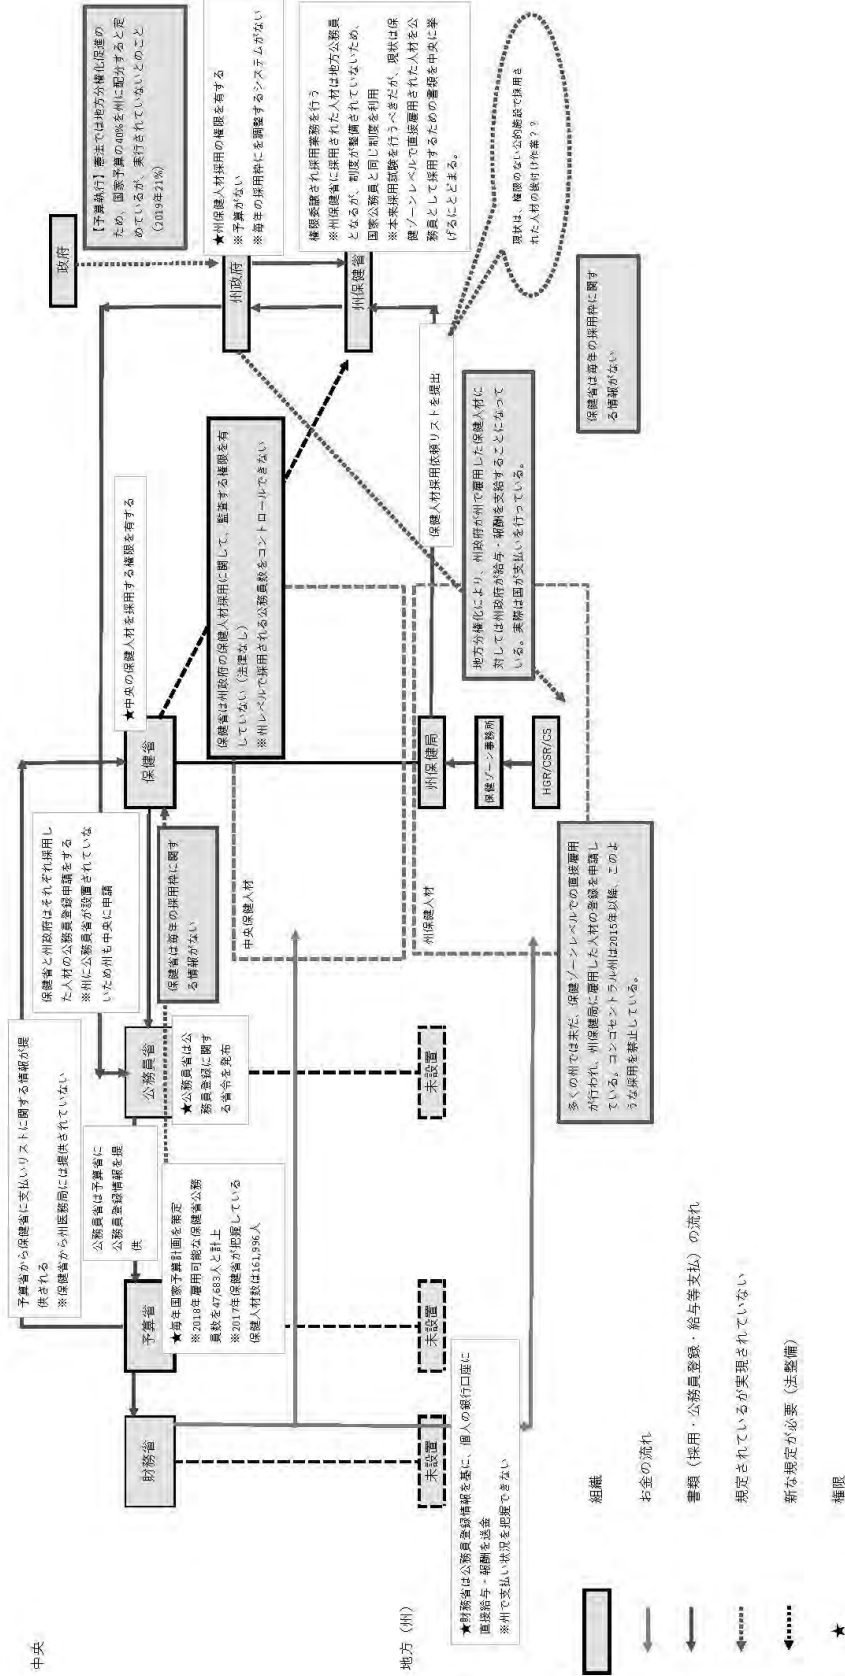 中央
財務省
予算省
公務員省
保健省
政府
予算省から保健省に支払いリストに関する情報が提
供される
※保健省から州医務局には提供されていない
公務員省は予算省に
公務員登録情報を提
供
保健省と州政府はそれぞれ採用し
た人材の公務員登録申請をする
※州に公務員省が設置されていな
いため州も中央に申請
★中央の保健人材を採用する権限を有する
【予算執行】憲法では地方分権化促進の
ため、国家予算の40%を州に配分すると定
めているが、実行されていないとのこと
（2019年21%）
★毎年国家予算計画を策定
※2018年雇用可能な保健省公務
員数を47,683人と計上
※2017年保健省が把握している
保健人材数は161,996人
★公務員省は公
務員登録に関す
る省令を発布
保健省は毎年の採用枠に関す
る情報がない
保健省は州政府の保健人材採用に関して、監査する権限を有
していない（法律なし）
※州レベルで採用される公務員数をコントロールできない
州政府
★州保健人材採用の権限を有する
※予算がない
※毎年の採用枠にを調整するシステムがない
州保健省
権限委譲され採用業務を行う
※州保健省に採用された人材は地方公務員
となるが、制度が整備されていないため、
国家公務員と同じ制度を利用
※本来採用試験を行うべきだが、現状は保
健ゾーンレベルで直接雇用された人材を公
務員として採用するための書類を中央に挙
げるにとどまる。
中央保健人材
地方（州）
未設置
未設置
未設置
州保健人材
州保健局
保健ゾーン事務所
HGR/CSR/CS
保健人材採用依頼リストを提出
現状は、権限のない公的施設で採用さ
れた人材の後付け作業？？
★財務省は公務員登録情報を基に、個人の銀行口座に
直接給与・報酬を送金
※州で支払い状況を把握できない
地方分権化により、州政府が州で雇用した保健人材に
対しては州政府が給与・報酬を支給することになって
いる。実際は国が支払いを行っている。
保健省は毎年の採用枠に関す
る情報がない
多くの州では未だ、保健ゾーンレベルでの直接雇用
が行われ、州保健局に雇用した人材の登録を申請し
ている。コンゴセントラル州は2015年以降、このよ
うな採用を禁止している。
組織
お金の流れ
書類（採用・公務員登録・給与等支払）の流れ
規定されているが実現されていない
新な規定が必要（法整備）
★ 権限